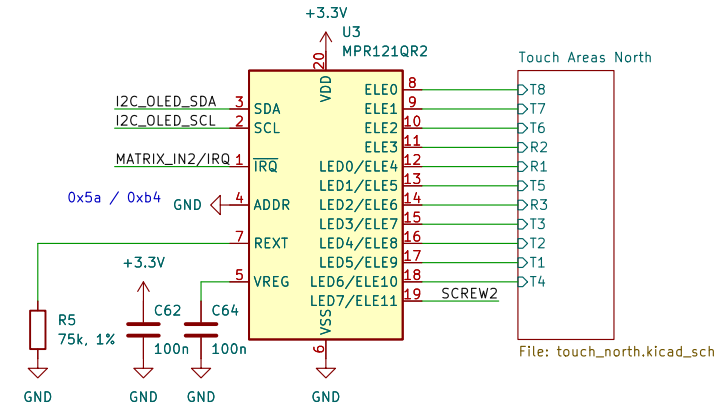 +3.3V
U3
MPR121QR2
Touch Areas North
20
VDD
I2C_OLED_SDA 3 SDA
I2C_OLED_SCL 2 SCL
MATRIX_IN2/IRQ 1 IRQ
0x5a / 0xb4 GND 4 ADDR
7 REXT
5 VREG
ELE0 8 T8
ELE1 9 T7
ELE2 10 T6
ELE3 11 R2
LED0/ELE4 12 R1
LED1/ELE5 13 T5
LED2/ELE6 14 R3
LED3/ELE7 15 T3
LED4/ELE8 16 T2
LED5/ELE9 17 T1
LED6/ELE10 18 T4
LED7/ELE11 19 SCREW2
VSS
6
+3.3V
R5
75k, 1%
C62
100n
C64
100n
File: touch_north.kicad_sch
GND
GND
GND
GND